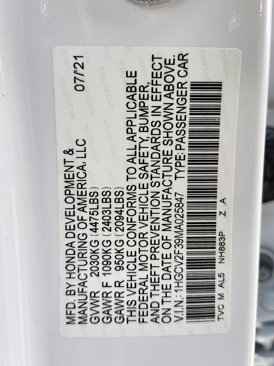 MFD. BY HONDA DEVELOPMENT & 07/'21
MANUFACTURING OF AMERICA, LLC
GVWR 2030KG (4475LBS)
GAWR F 1090KG (2403LBS)
GAWR R 950KG (2094LBS)
THIS VEHICLE CONFORMS TO ALL APPLICABLE
FEDERAL MOTOR VEHICLE SAFETY, BUMPER,
AND THEFT PREVENTION STANDARDS IN EFFECT
ON THE DATE OF MANUFACTURE SHOWN ABOVE.
V.I.N.: 1HGCV2F39MA025847 TYPE:PASSENGER CAR
TVC M AL5 NH883P Z A